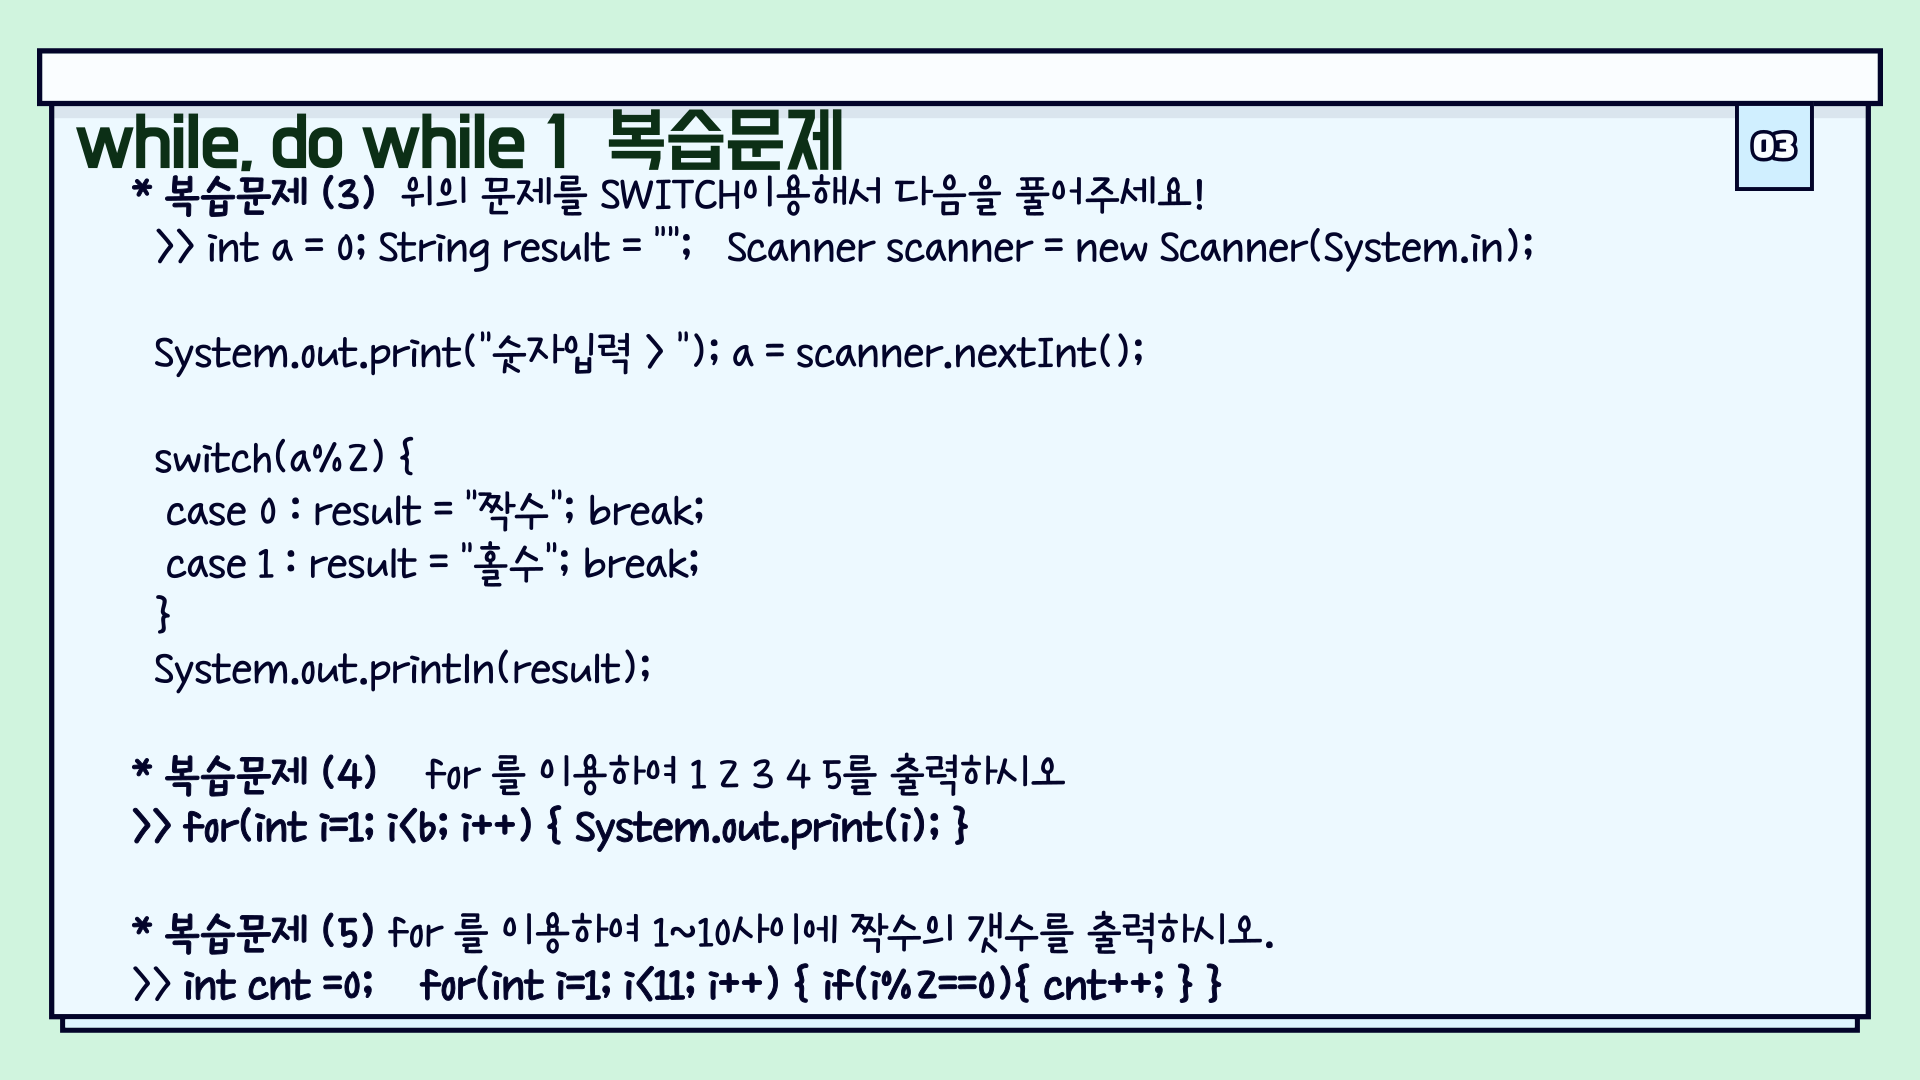 while, do while 1 복습문제
03
* 복습문제 (3) 위의 문제를 SWITCH이용해서 다음을 풀어주세요!
>> int a = 0; String result = ""; Scanner scanner = new Scanner(System.in);
System.out.print("숫자입력 > "); a = scanner.nextInt();
switch(a%2) {
case 0 : result = "짝수"; break;
case 1 : result = "홀수"; break;
}
System.out.println(result);
* 복습문제 (4) for 를 이용하여 1 2 3 4 5를 출력하시오
>> for(int i=1; i<b; i++) { System.out.print(i); }
* 복습문제 (5) for 를 이용하여 1~10사이에 짝수의 갯수를 출력하시오.
>> int cnt =0; for(int i=1; i<11; i++) { if(i%2==0){ cnt++; } }